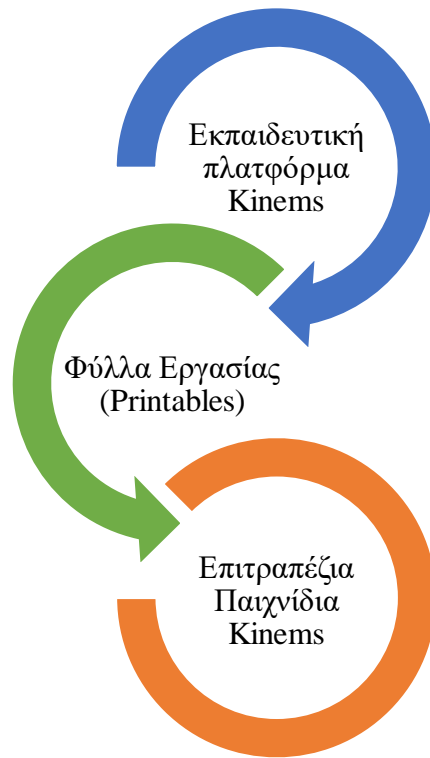 Εκπαιδευτική
πλατφόρμα
Kinems
Φύλλα Εργασίας
(Printables)
Επιτραπέζια
Παιχνίδια
Kinems